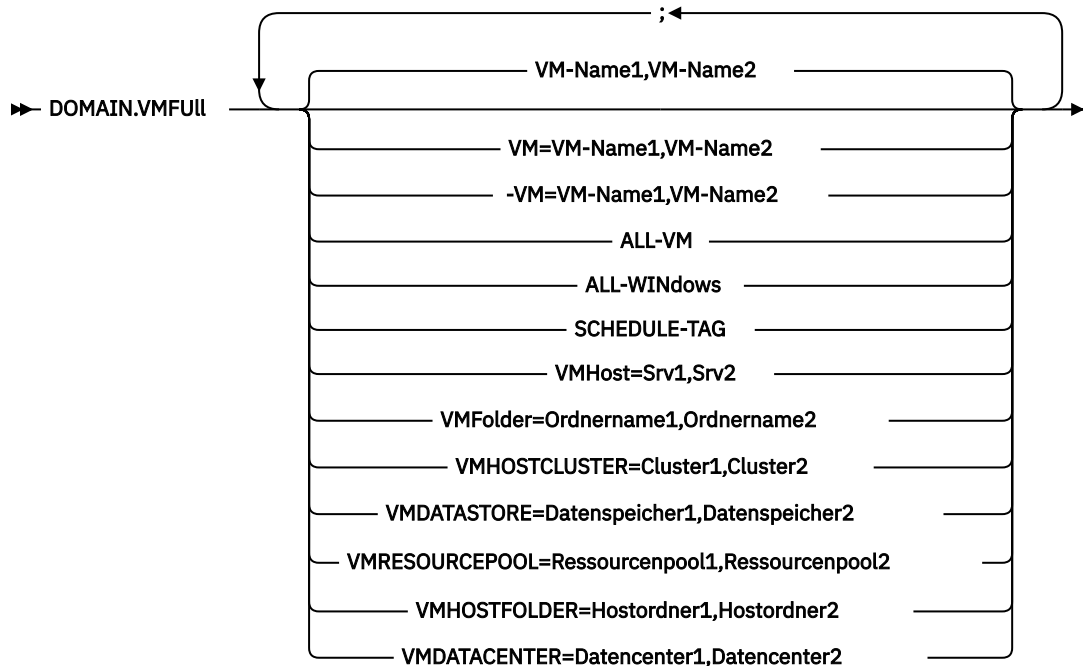 ;
VM-Name1,VM-Name2
DOMAIN.VMFUll
VM=VM-Name1,VM-Name2
-VM=VM-Name1,VM-Name2
ALL-VM
ALL-WINdows
SCHEDULE-TAG
VMHost=Srv1,Srv2
VMFolder=Ordnername1,Ordnername2
VMHOSTCLUSTER=Cluster1,Cluster2
VMDATASTORE=Datenspeicher1,Datenspeicher2
VMRESOURCEPOOL=Ressourcenpool1,Ressourcenpool2
VMHOSTFOLDER=Hostordner1,Hostordner2
VMDATACENTER=Datencenter1,Datencenter2